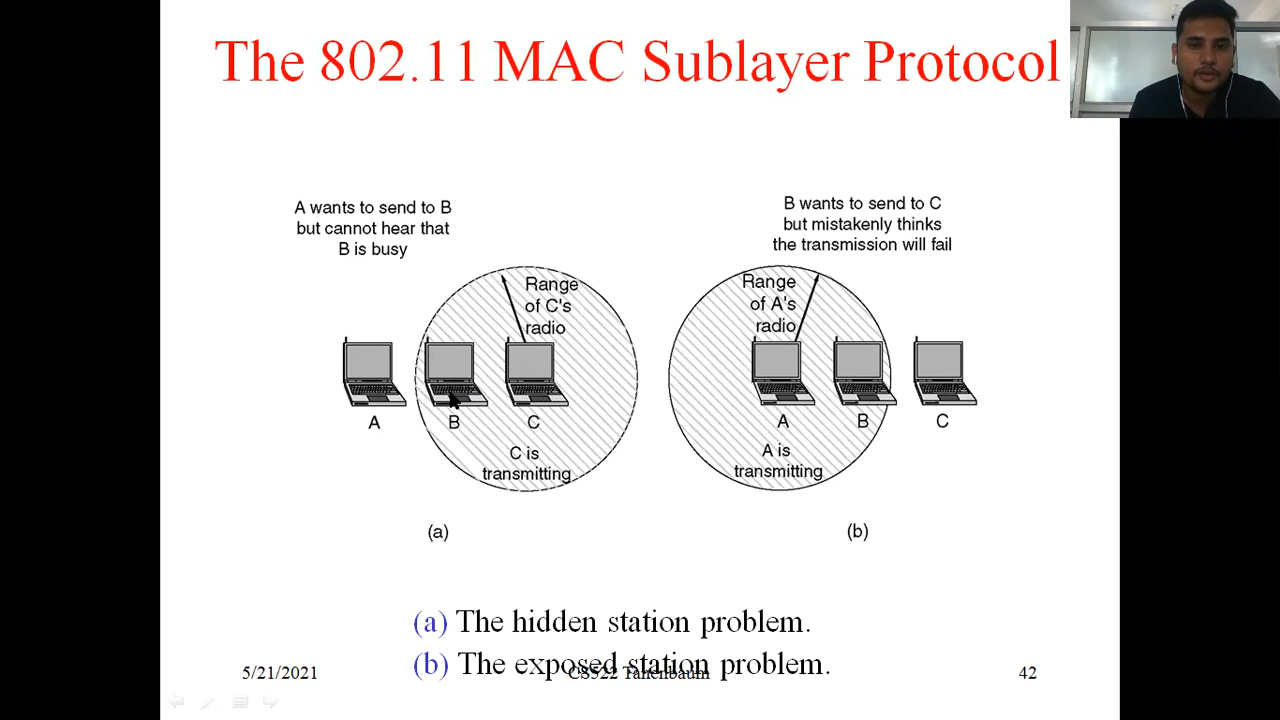 The 802.11 MAC Sublayer Protocol
A wants to send to B
but cannot hear that
B is busy
Range
of C's
radio
A
B
C
C is
transmitting
(a)
B wants to send to C
but mistakenly thinks
the transmission will fail
Range
of A's
radio
A
B
C
A is
transmitting
(b)
(a) The hidden station problem.
(b) The exposed station problem.
5/21/2021
CS522 Tanenbaum
42